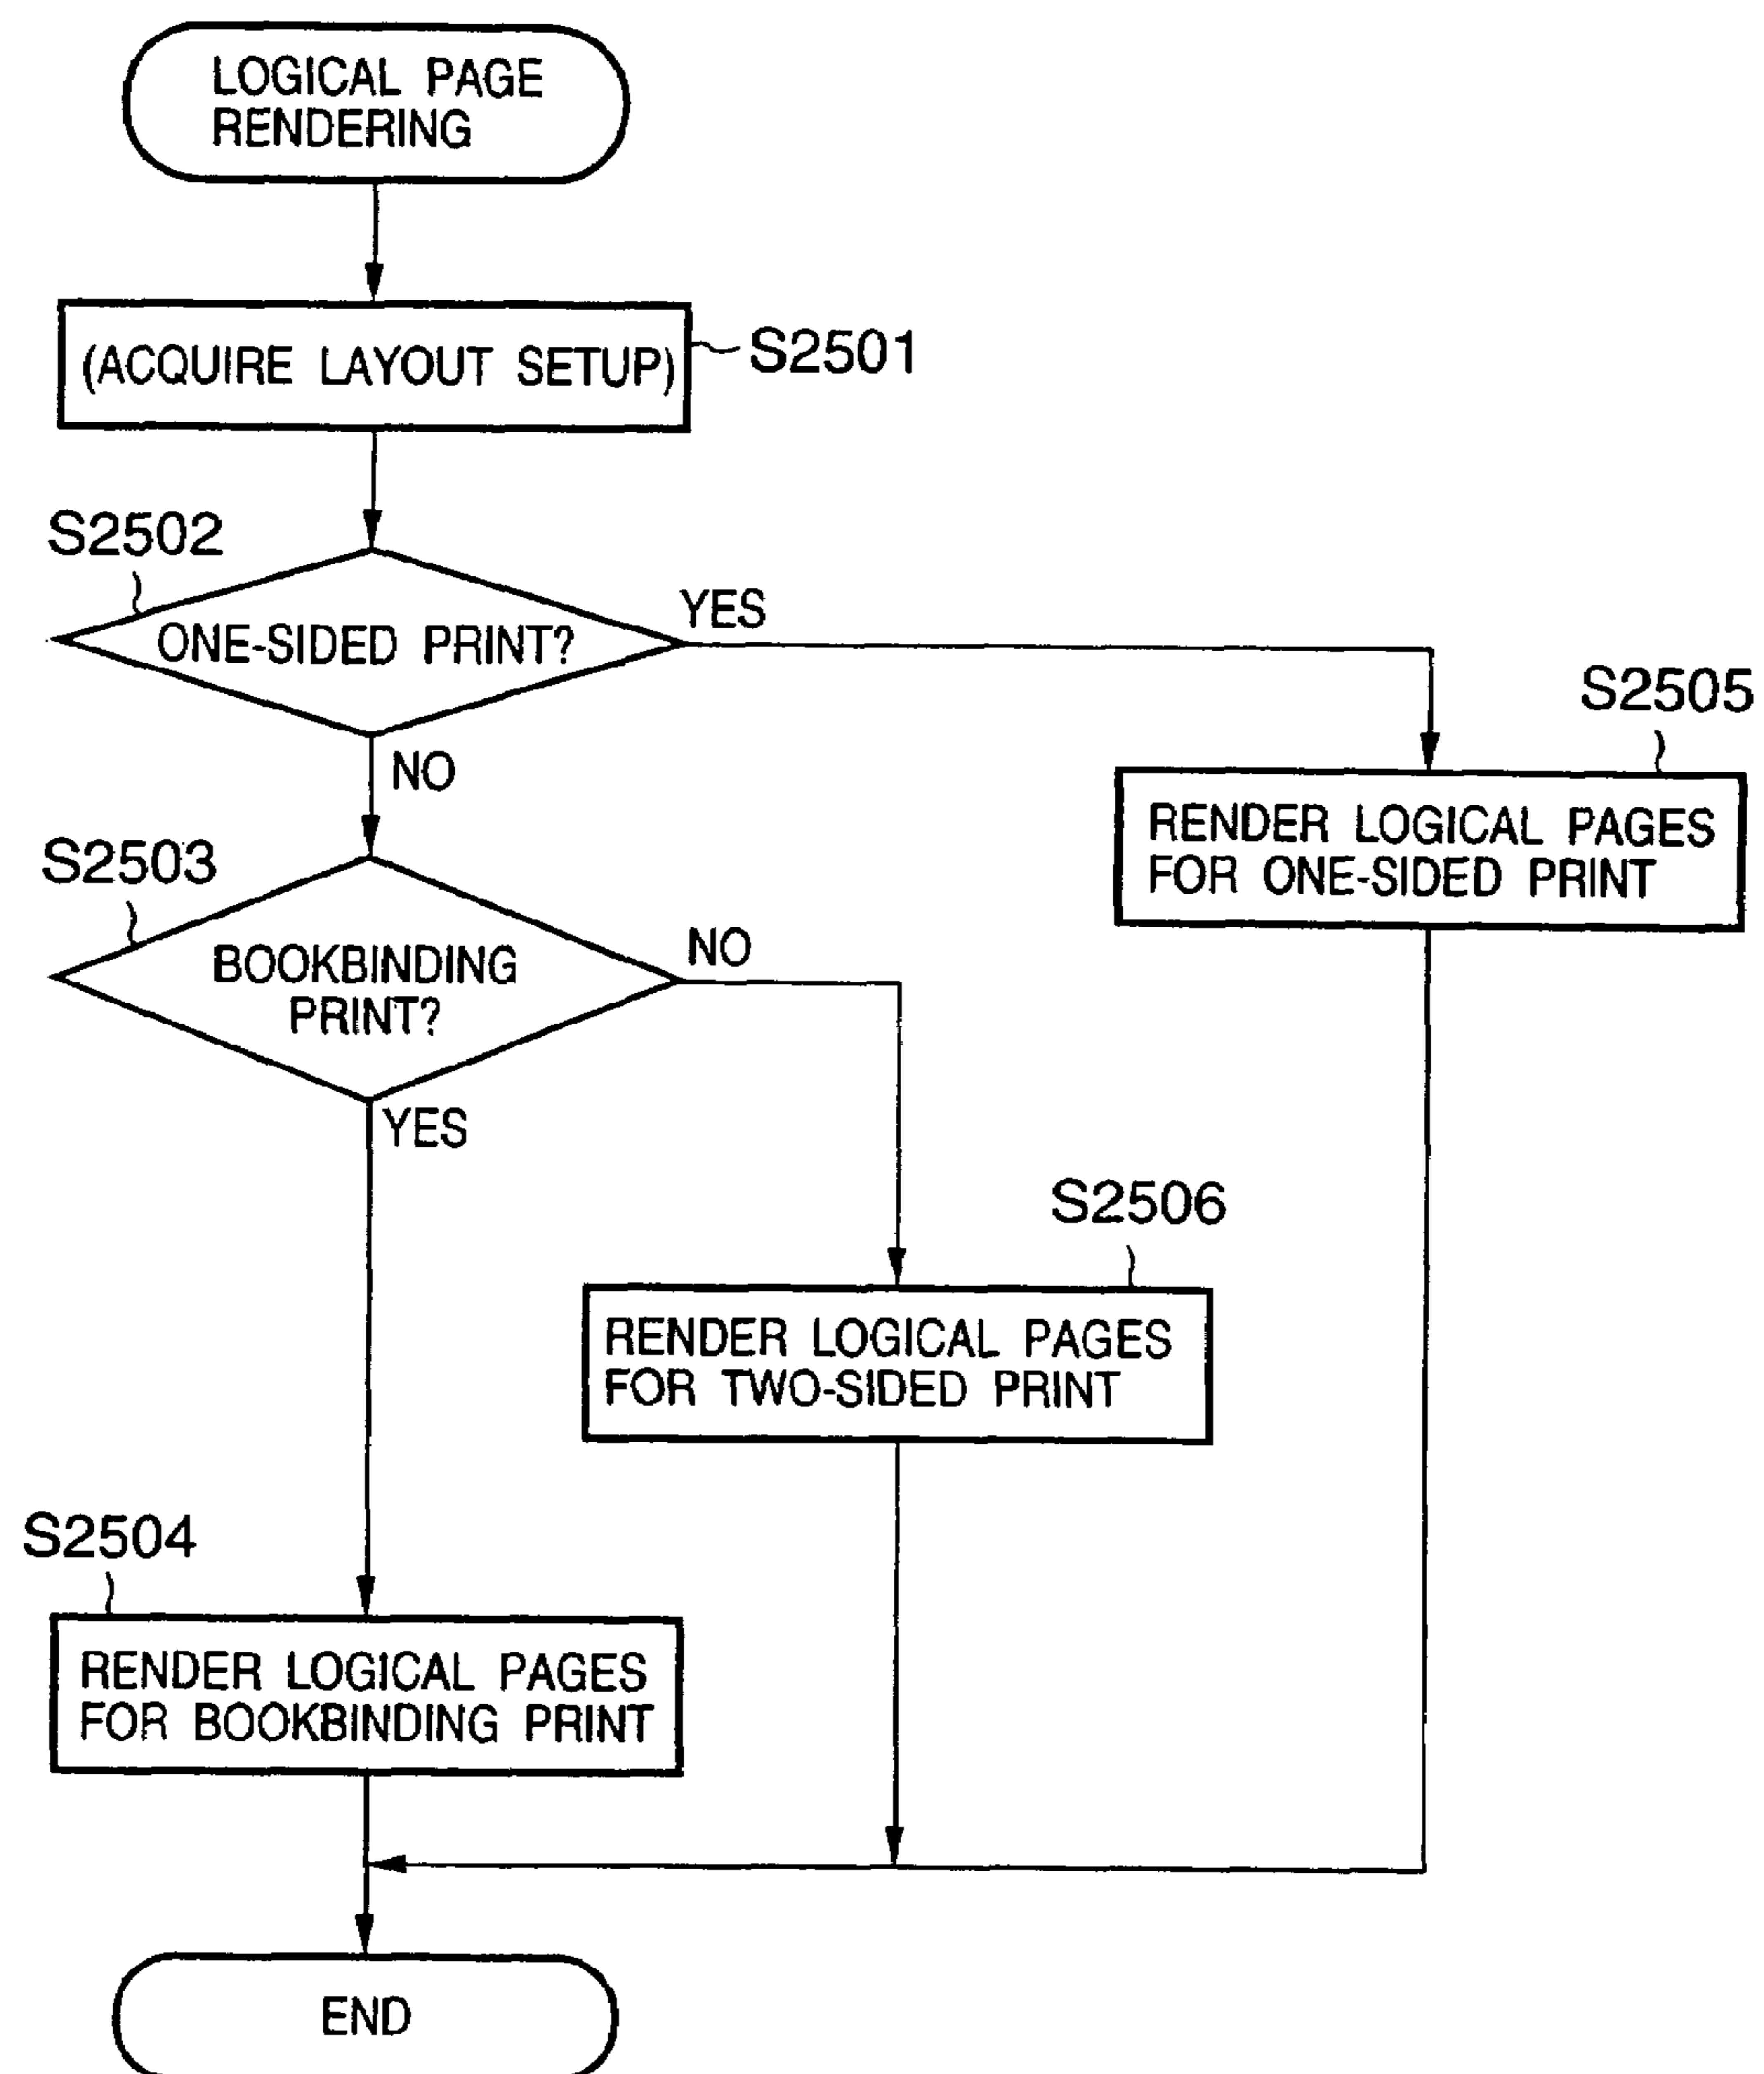 LOGICAL PAGE
RENDERING
(ACQUIRE LAYOUT SETUP)
S2501
S2502
ONE-SIDED PRINT?
YES
NO
S2505
RENDER LOGICAL PAGES
FOR ONE-SIDED PRINT
S2503
BOOKBINDING
PRINT?
NO
YES
S2506
RENDER LOGICAL PAGES
FOR TWO-SIDED PRINT
S2504
RENDER LOGICAL PAGES
FOR BOOKBINDING PRINT
END